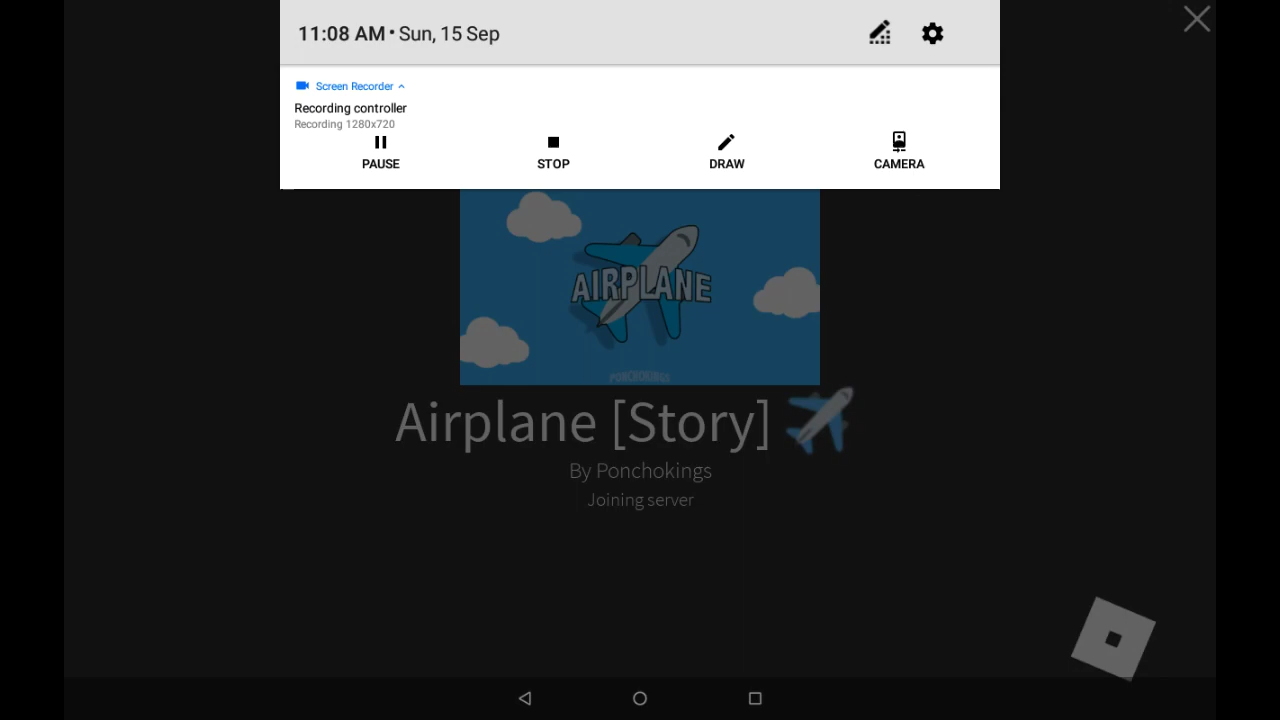 11:08 AM • Sun, 15 Sep
Screen Recorder
Recording controller
Recording 1280x720
PAUSE STOP DRAW CAMERA
AIRPLANE
PONCHOKINGS
Airplane [Story] ✈️
By Ponchokings
Joining server